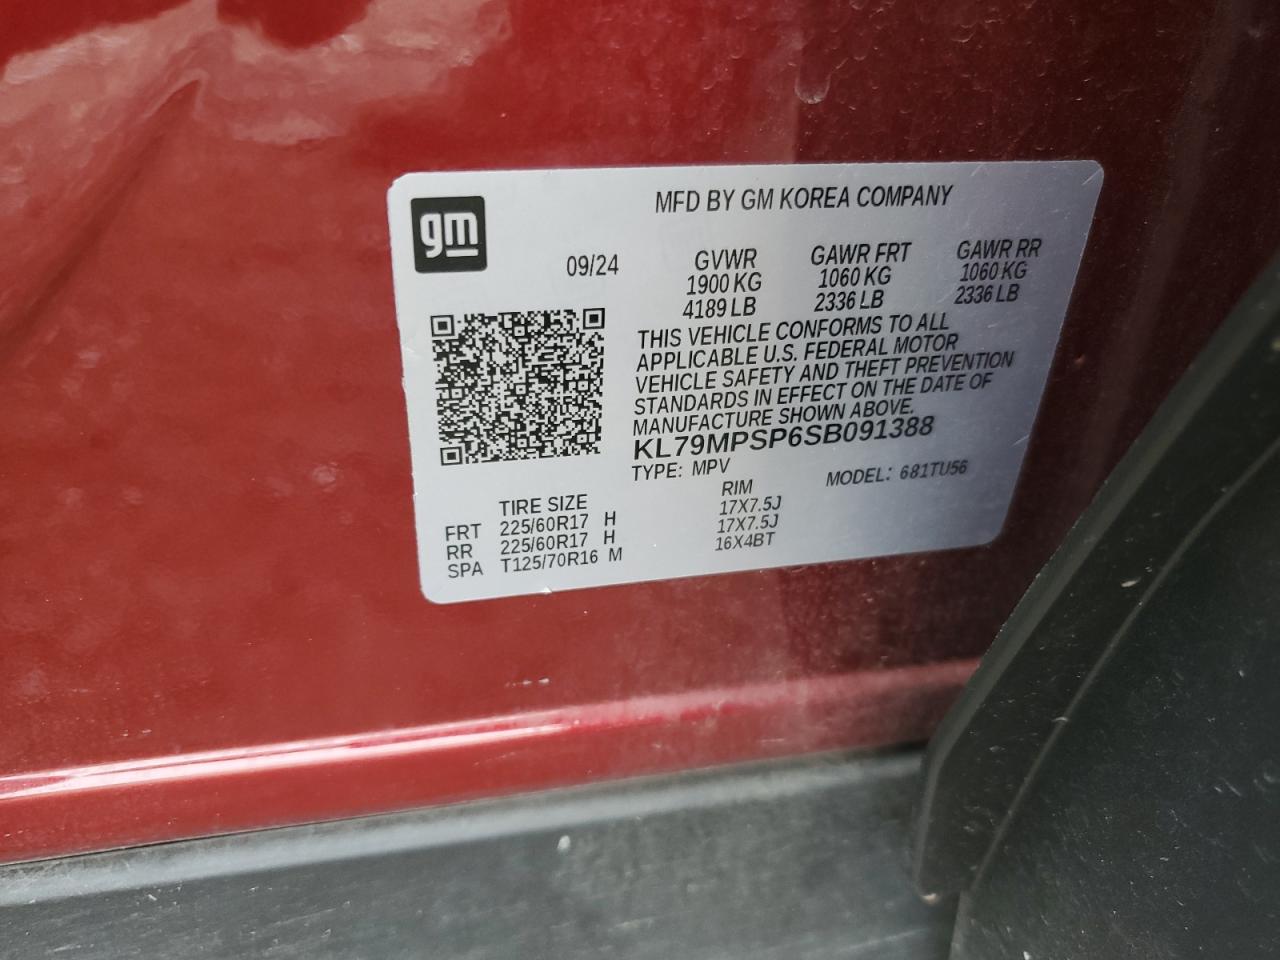 gm
MFD BY GM KOREA COMPANY
09/24
GVWR GAWR FRT GAWR RR
1900 KG 1060 KG 1060 KG
4189 LB 2336 LB 2336 LB
THIS VEHICLE CONFORMS TO ALL
APPLICABLE U.S. FEDERAL MOTOR
VEHICLE SAFETY AND THEFT PREVENTION
STANDARDS IN EFFECT ON THE DATE OF
MANUFACTURE SHOWN ABOVE.
KL79MPSP6SB091388
TYPE: MPV MODEL: 681TU56
TIRE SIZE RIM
FRT 225/60R17 H 17X7.5J
RR 225/60R17 H 17X7.5J
SPA T125/70R16 M 16X4BT